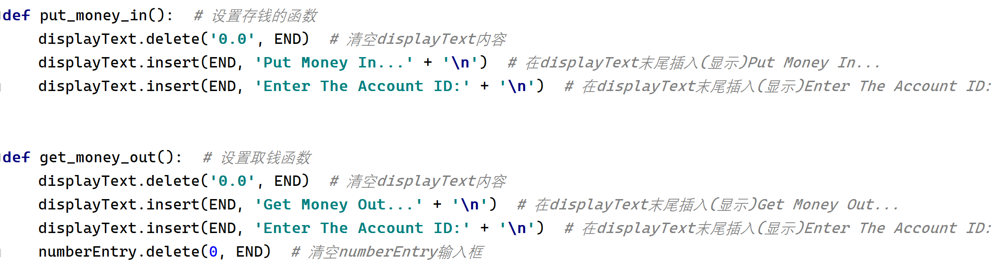 def put_money_in():  # 设置存钱的函数
    displayText.delete('0.0', END)  # 清空displayText内容
    displayText.insert(END, 'Put Money In...' + '\n')  # 在displayText末尾插入(显示)Put Money In...
    displayText.insert(END, 'Enter The Account ID:' + '\n')  # 在displayText末尾插入(显示)Enter The Account ID:
def get_money_out():  # 设置取钱函数
    displayText.delete('0.0', END)  # 清空displayText内容
    displayText.insert(END, 'Get Money Out...' + '\n')  # 在displayText末尾插入(显示)Get Money Out...
    displayText.insert(END, 'Enter The Account ID:' + '\n')  # 在displayText末尾插入(显示)Enter The Account ID:
    numberEntry.delete(0, END)  # 清空numberEntry输入框